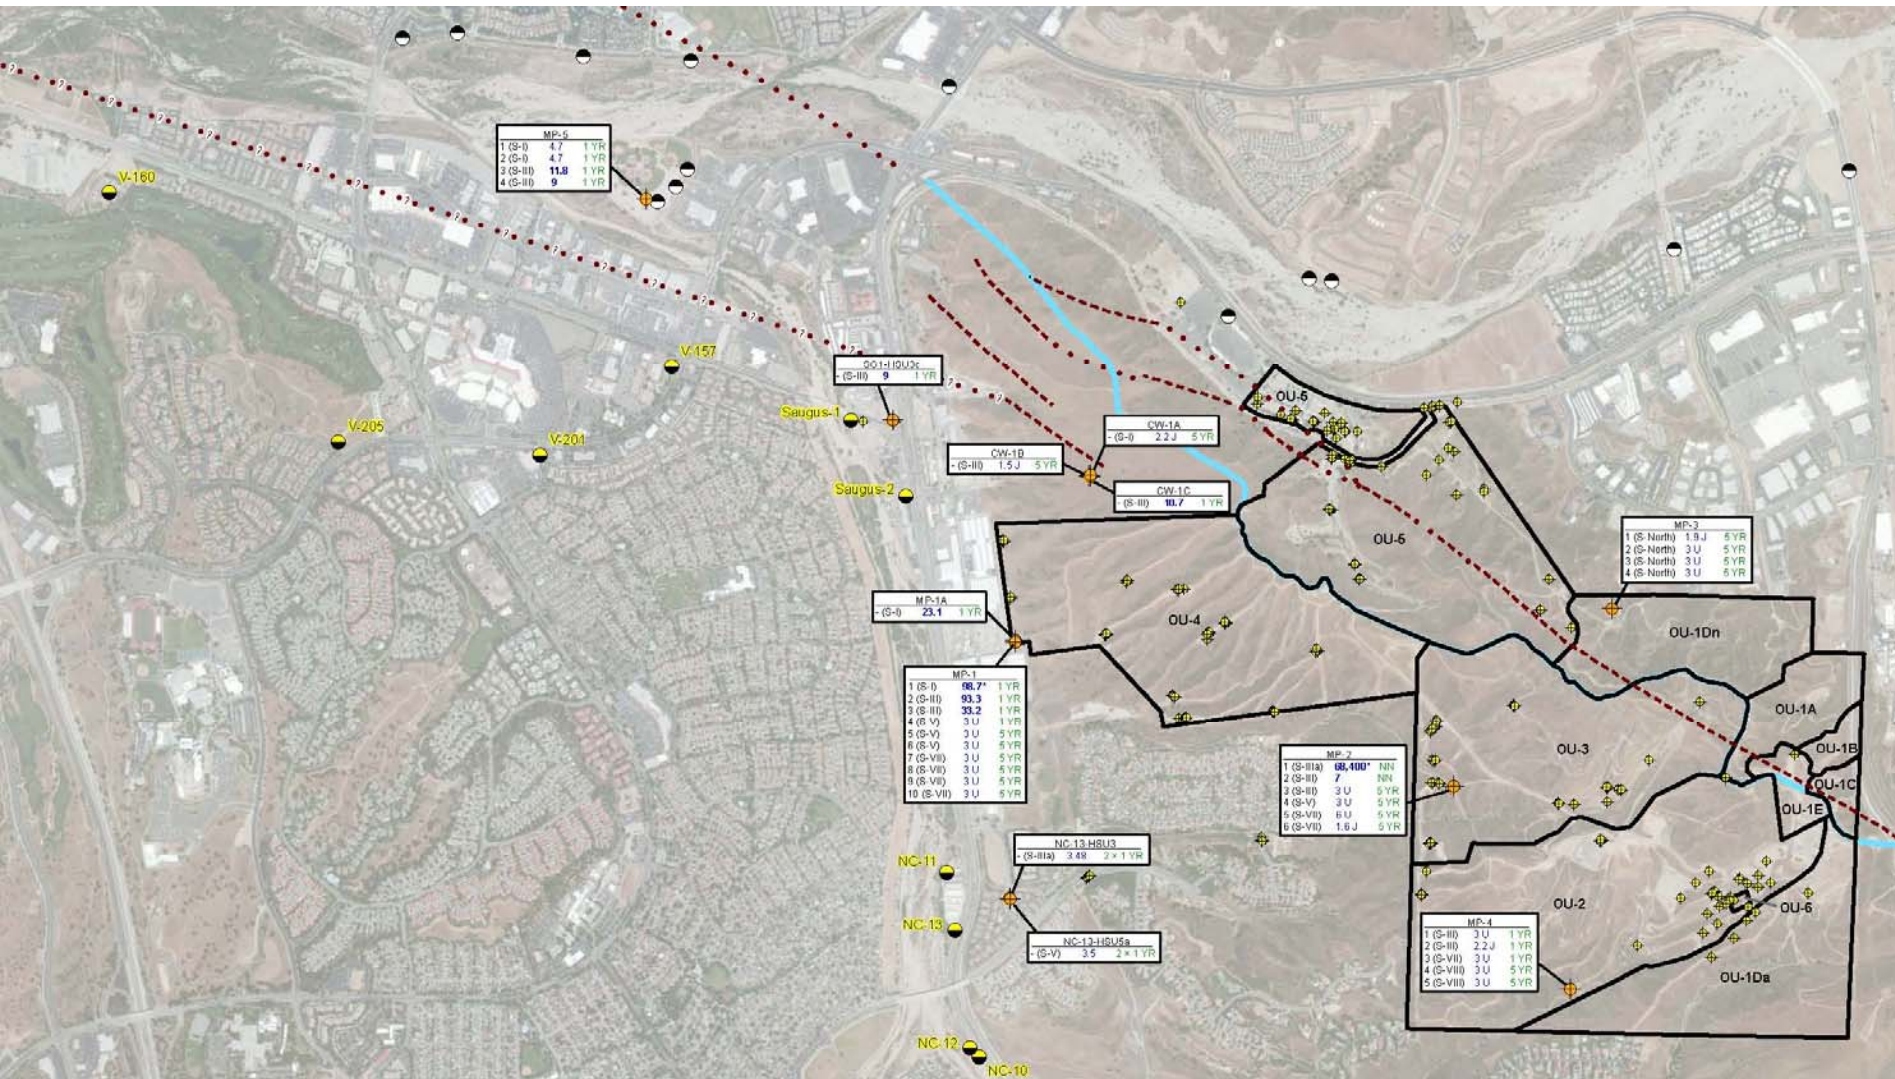 MP-5
1 (S-I) 4.7 1 YR
2 (S-I) 4.7 1 YR
3 (S-III) 11.8 1 YR
4 (S-III) 9 1 YR
V-160
V-157
- (S-III) 9 1 YR
Saugus-1
V-205
V-201
Saugus-2
CW-1A
- (S-I) 2.2 J 5 YR
CW-1B
- (S-III) 1.5 J 5 YR
CW-1C
- (S-III) 10.7 1 YR
OU-5
OU-5
MP-3
1 (S-North) 1.9 J 5 YR
2 (S-North) 3 U 5 YR
3 (S-North) 3 U 5 YR
4 (S-North) 3 U 5 YR
MP-1A
- (S-I) 23.1 1 YR
OU-4
OU-1Dn
MP-1
1 (S-I) 98.7* 1 YR
2 (S-III) 93.3 1 YR
3 (S-III) 33.2 1 YR
4 (S-V) 3 U 1 YR
5 (S-V) 3 U 5 YR
6 (S-V) 3 U 5 YR
7 (S-VII) 3 U 5 YR
8 (S-VII) 3 U 5 YR
9 (S-VII) 3 U 5 YR
10 (S-VII) 3 U 5 YR
OU-1A
OU-3
OU-1B
OU-1C
OU-1E
MP-2
1 (S-IIIa) 68,400* NN
2 (S-III) 7 NN
3 (S-III) 3 U 5 YR
4 (S-V) 3 U 5 YR
5 (S-VII) 6 U 5 YR
6 (S-VII) 1.6 J 5 YR
NC-13-HSU3
- (S-IIIa) 3.48 2 × 1 YR
NC-11
NC-13
NC-13-HSU5a
- (S-V) 3.5 2 × 1 YR
OU-2
OU-6
MP-4
1 (S-III) 3 U 1 YR
2 (S-III) 2.2 J 1 YR
3 (S-VII) 3 U 1 YR
4 (S-VIII) 3 U 5 YR
5 (S-VIII) 3 U 5 YR
OU-1Da
NC-12
NC-10